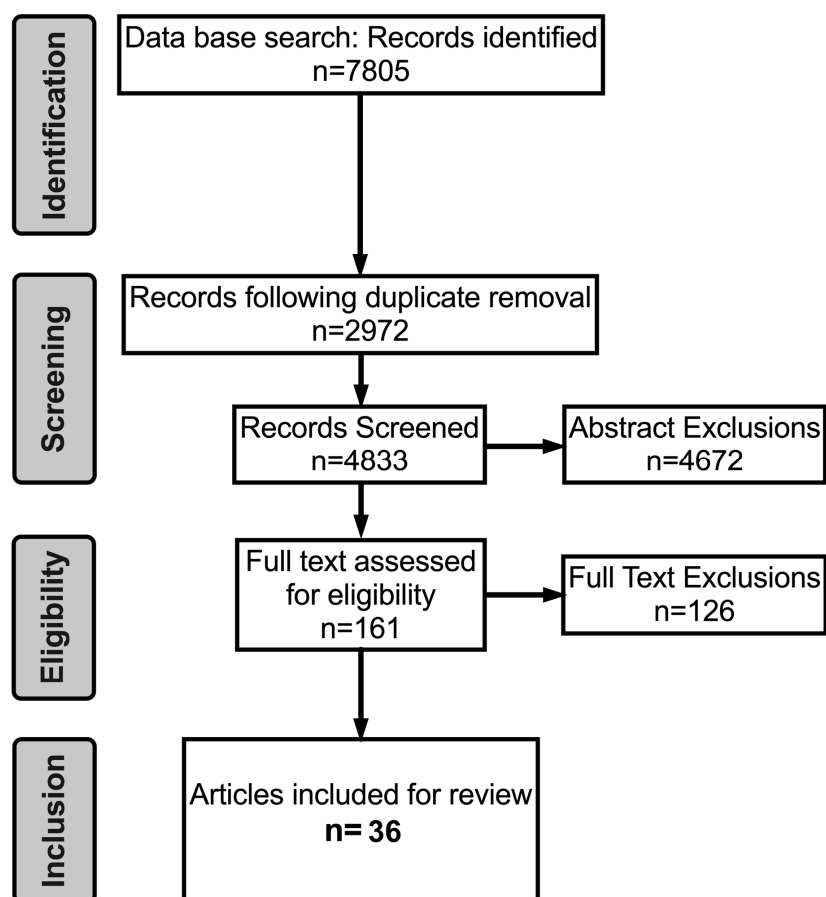 Identification
Data base search: Records identified
n=7805
Screening
Records following duplicate removal
n=2972
Records Screened
n=4833
Abstract Exclusions
n=4672
Eligibility
Full text assessed
for eligibility
n=161
Full Text Exclusions
n=126
Inclusion
Articles included for review
n= 36